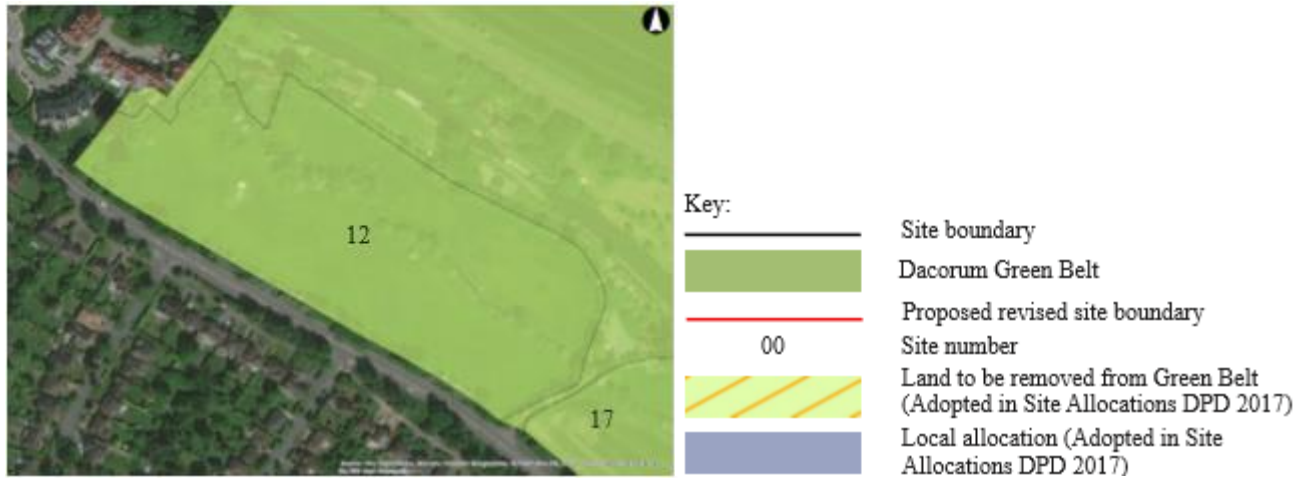 12
17
Key:
Site boundary
Dacorum Green Belt
Proposed revised site boundary
00
Site number
Land to be removed from Green Belt
(Adopted in Site Allocations DPD 2017)
Local allocation (Adopted in Site
Allocations DPD 2017)